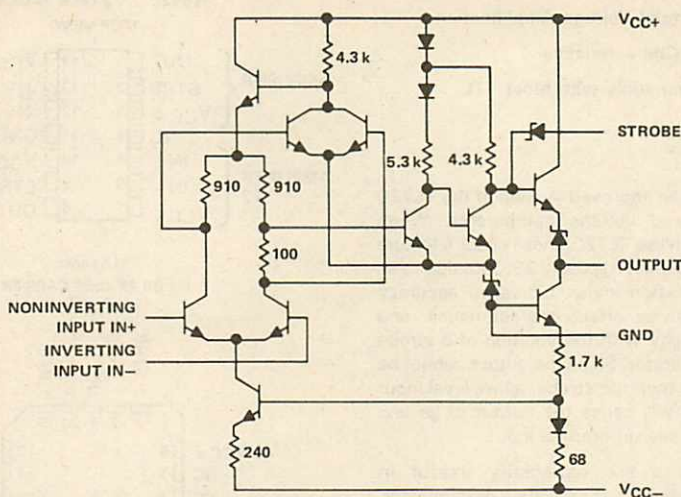 VCC+
4.3 k
STROBE
5.3 k
4.3 k
910
910
100
OUTPUT
NONINVERTING
INPUT IN+
INVERTING
INPUT IN−
GND
1.7 k
240
68
VCC−